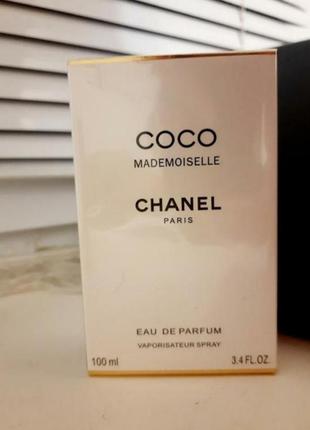 COCO
MADEMOISELLE
CHANEL
PARIS
EAU DE PARFUM
VAPORISATEUR SPRAY
100 ml 3.4 FL.OZ.